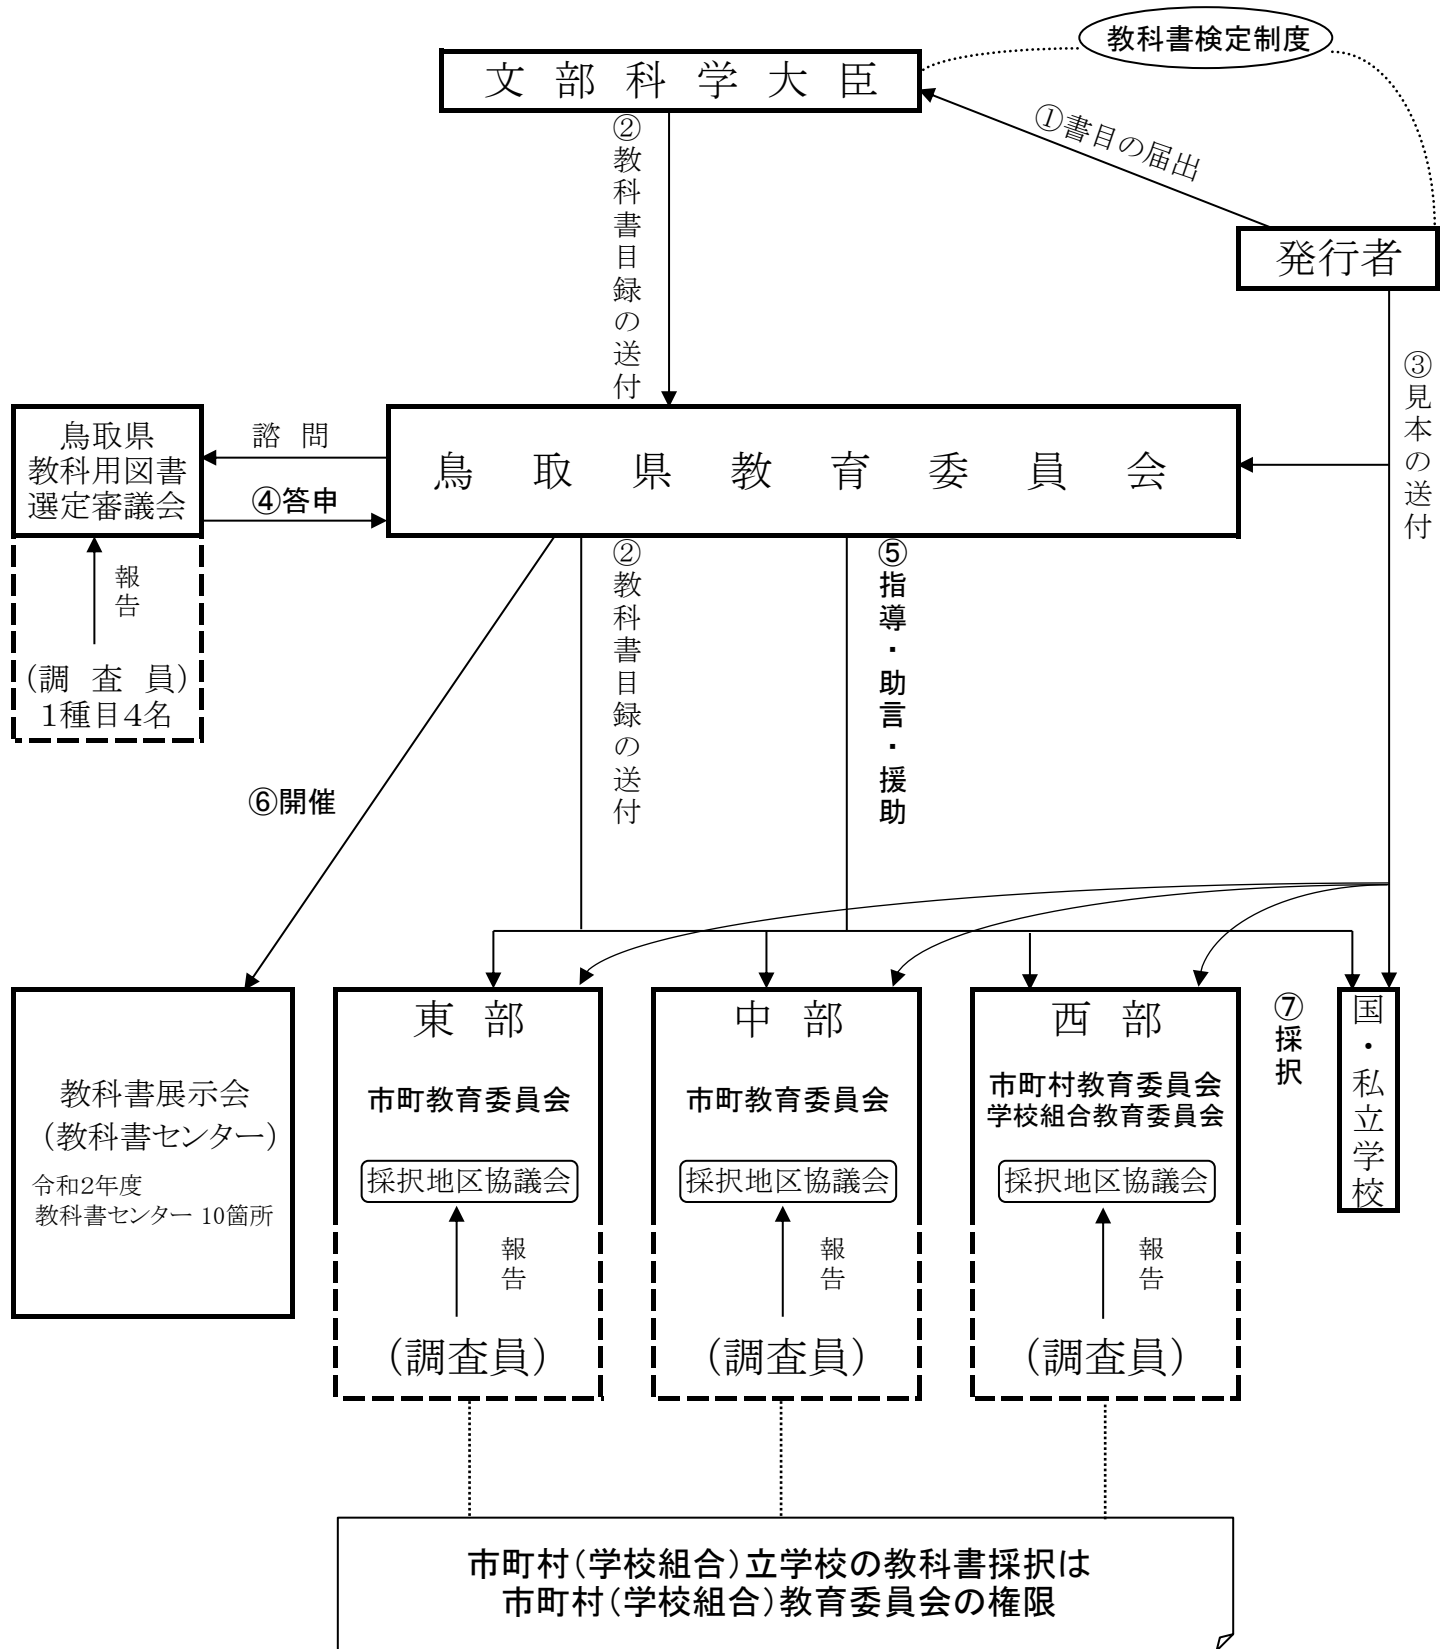 教科書検定制度
文部科学大臣
①書目の届出
②教科書目録の送付
発行者
③見本の送付
鳥取県
教科用図書
選定審議会
諮問
④答申
鳥取県教育委員会
報告
(調査員)
1種目4名
②教科書目録の送付
⑤指導・助言・援助
⑥開催
教科書展示会
(教科書センター)
令和2年度
教科書センター 10箇所
東部
市町教育委員会
採択地区協議会
報告
(調査員)
中部
市町教育委員会
採択地区協議会
報告
(調査員)
西部
市町村教育委員会
学校組合教育委員会
採択地区協議会
報告
(調査員)
⑦採択
国・私立学校
市町村(学校組合)立学校の教科書採択は
市町村(学校組合)教育委員会の権限